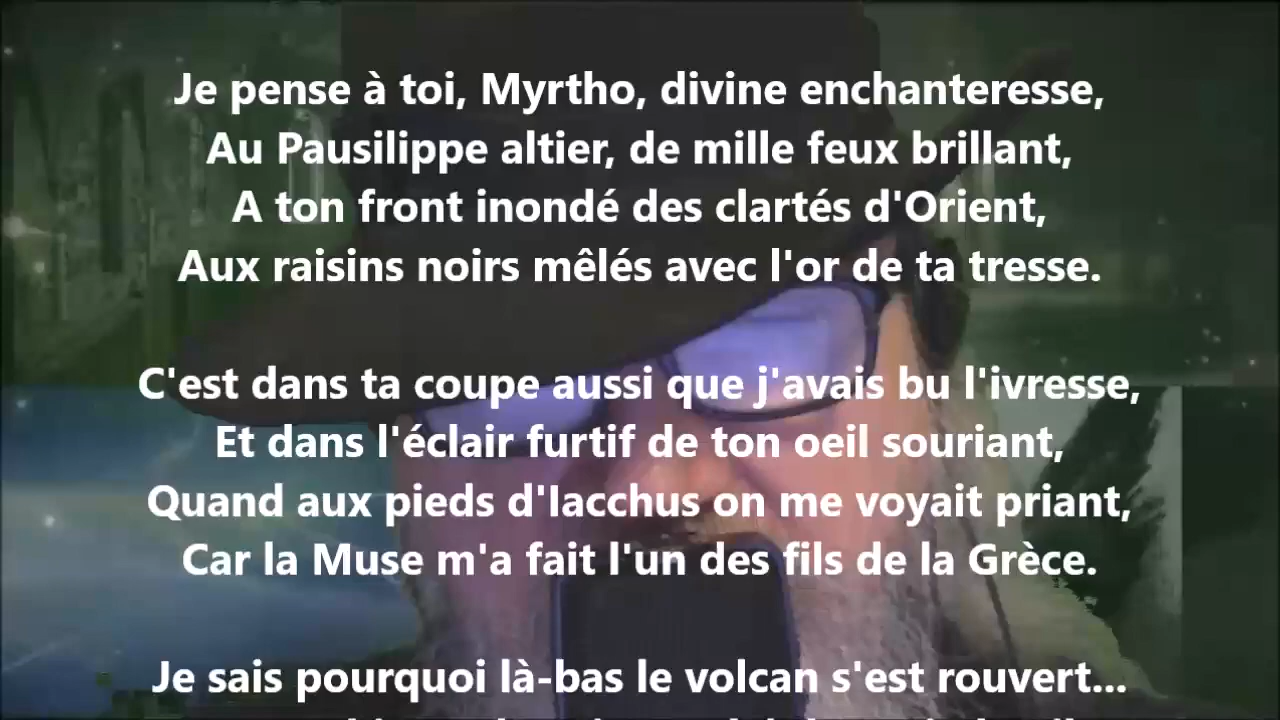 Je pense à toi, Myrtho, divine enchanteresse,
Au Pausilippe altier, de mille feux brillant,
A ton front inondé des clartés d'Orient,
Aux raisins noirs mêlés avec l'or de ta tresse.
C'est dans ta coupe aussi que j'avais bu l'ivresse,
Et dans l'éclair furtif de ton oeil souriant,
Quand aux pieds d'Iacchus on me voyait priant,
Car la Muse m'a fait l'un des fils de la Grèce.
Je sais pourquoi là-bas le volcan s'est rouvert...